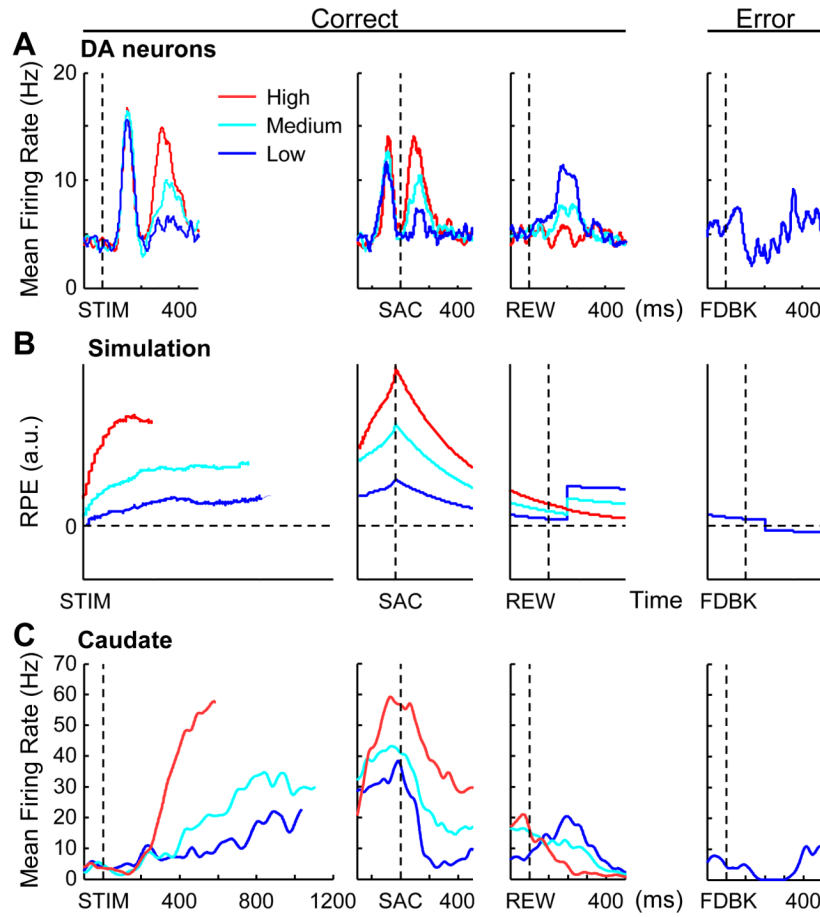 Correct Error
A DA neurons
Mean Firing Rate (Hz)
20
10
0
High
Medium
Low
STIM 400 SAC 400 REW 400 (ms) FDBK 400
B Simulation
RPE (a.u.)
0
STIM SAC REW Time FDBK
C Caudate
Mean Firing Rate (Hz)
70
60
50
40
30
20
10
0
STIM 400 800 1200 SAC 400 REW 400 (ms) FDBK 400